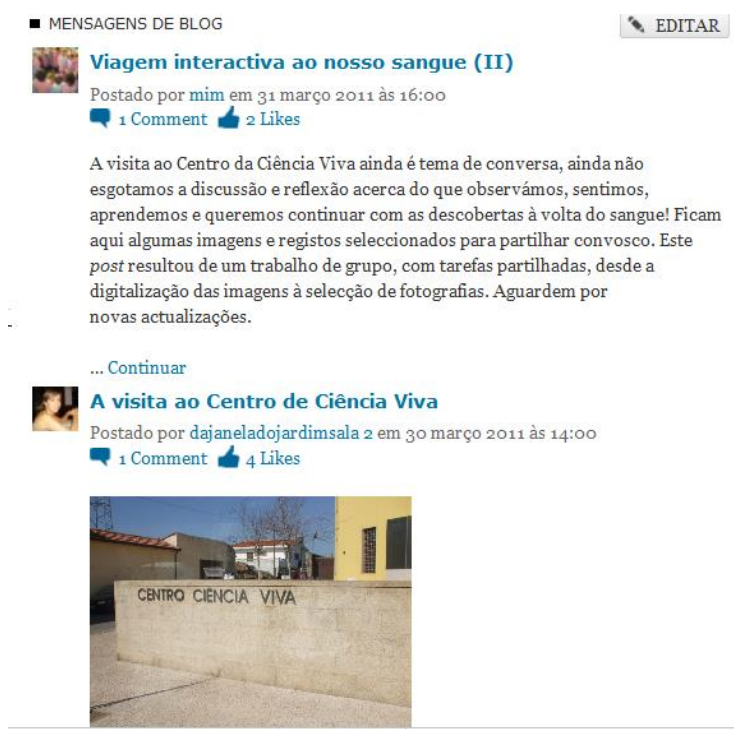 MENSAGENS DE BLOG
EDITAR
Viagem interactiva ao nosso sangue (II)
Postado por mim em 31 março 2011 às 16:00
1 Comment 2 Likes
A visita ao Centro da Ciência Viva ainda é tema de conversa, ainda não
esgotamos a discussão e reflexão acerca do que observámos, sentimos,
aprendemos e queremos continuar com as descobertas à volta do sangue! Ficam
aqui algumas imagens e registos seleccionados para partilhar convosco. Este
post resultou de um trabalho de grupo, com tarefas partilhadas, desde a
digitalização das imagens à selecção de fotografias. Aguardem por
novas actualizações.
... Continuar
A visita ao Centro de Ciência Viva
Postado por dajaneladojardimsala 2 em 30 março 2011 às 14:00
1 Comment 4 Likes
CENTRO CIÊNCIA VIVA